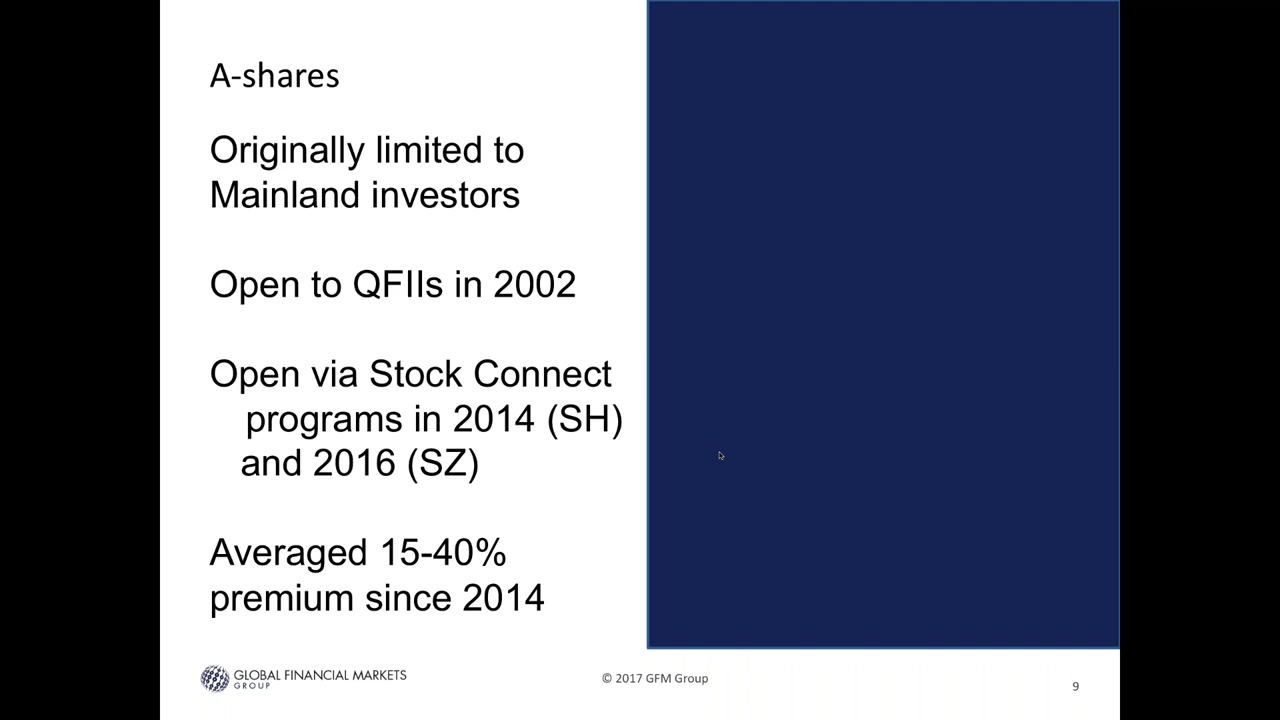 A-shares
Originally limited to
Mainland investors
Open to QFIIs in 2002
Open via Stock Connect
programs in 2014 (SH)
and 2016 (SZ)
Averaged 15-40%
premium since 2014
GLOBAL FINANCIAL MARKETS
GROUP
© 2017 GFM Group
9